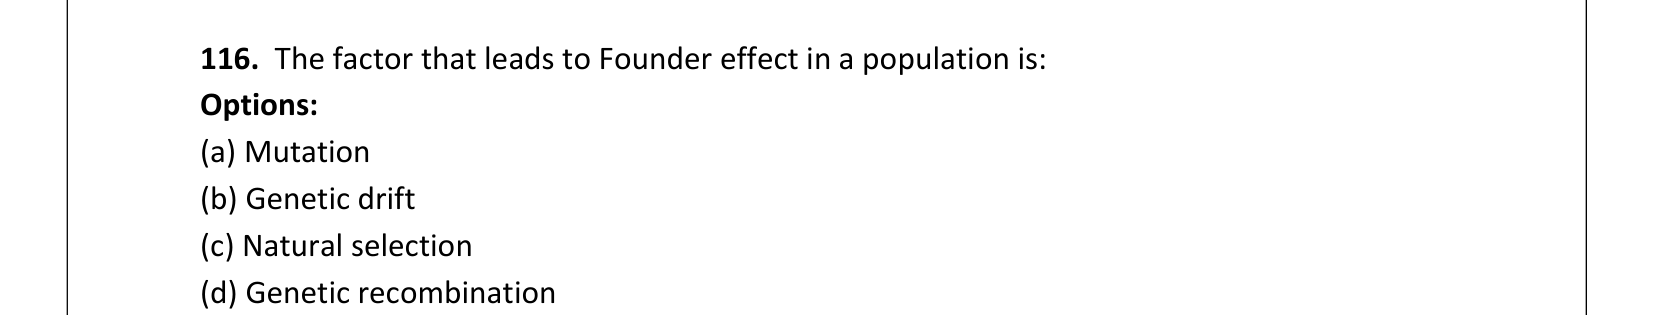 116. The factor that leads to Founder effect in a population is:
Options:
(a) Mutation
(b) Genetic drift
(c) Natural selection
(d) Genetic recombination